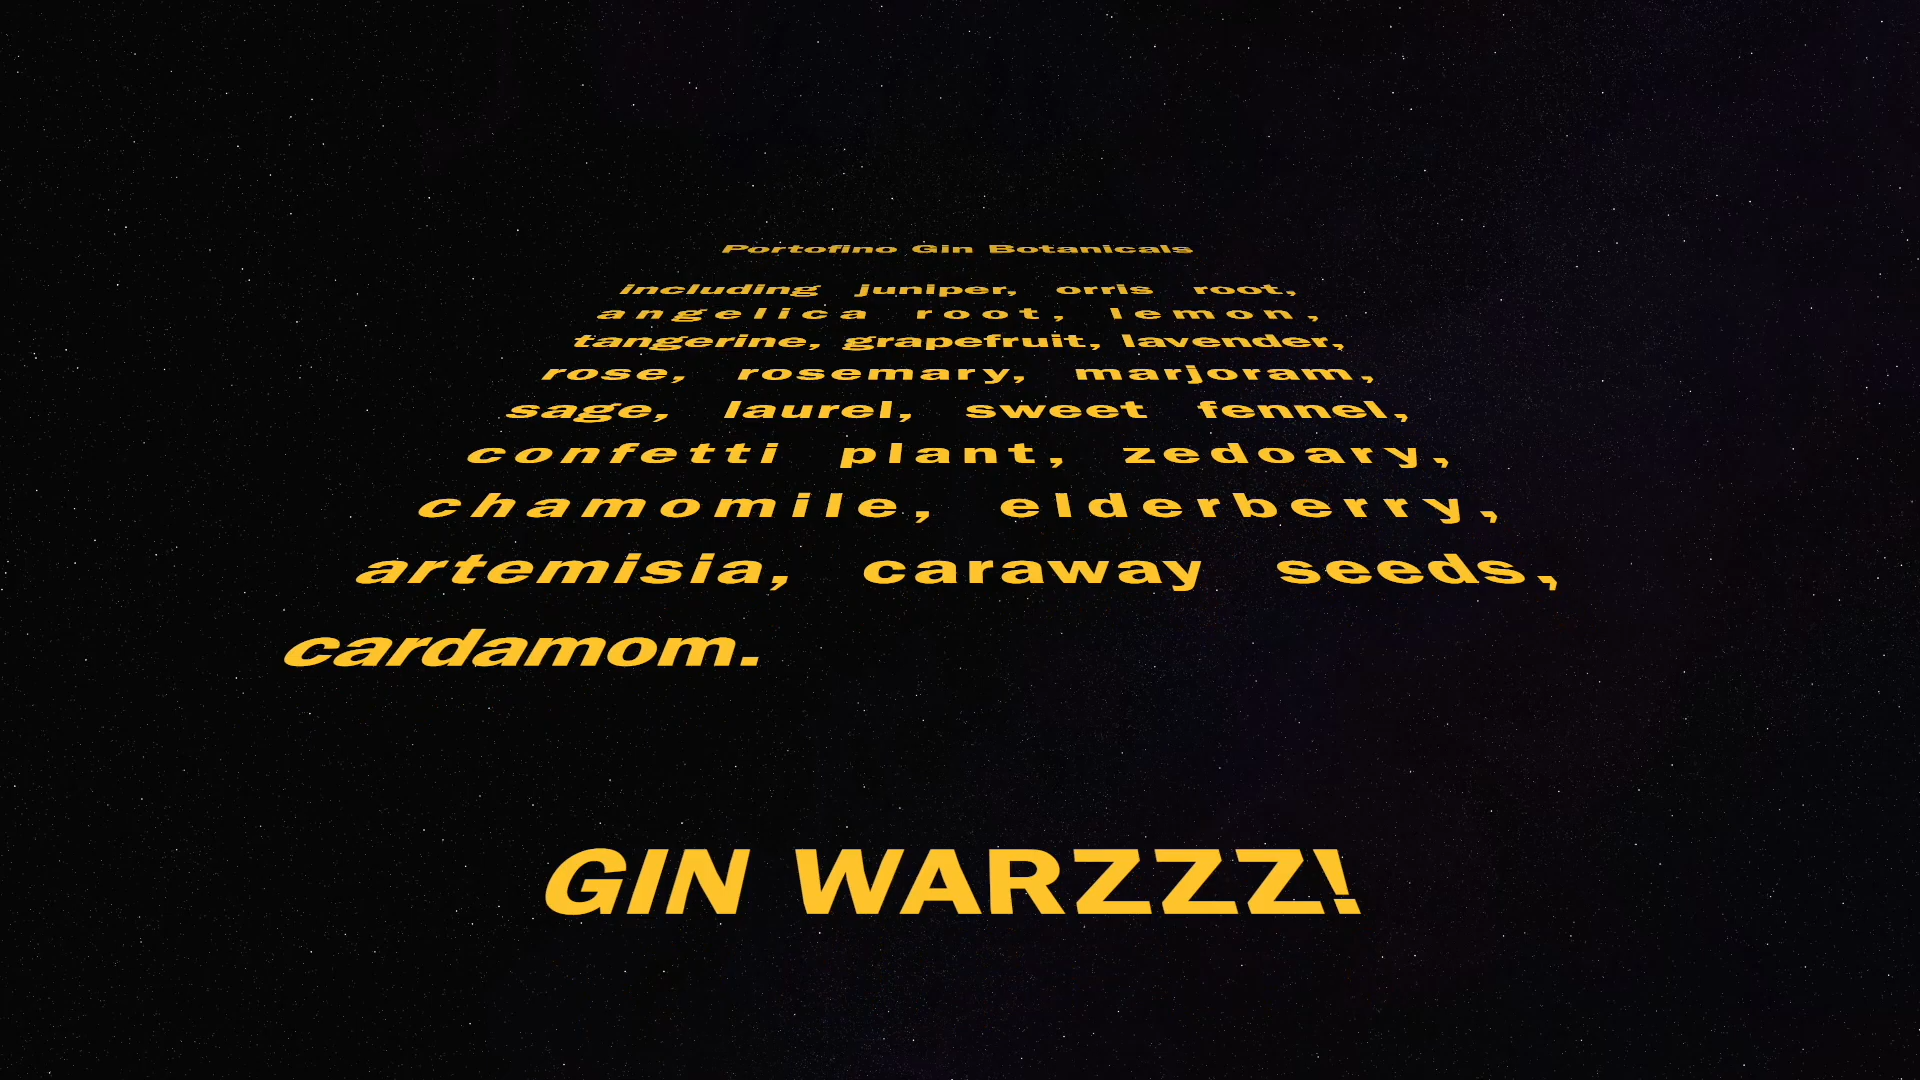 Portofino Gin Botanicals
including juniper, orris root,
angelica root, lemon,
tangerine, grapefruit, lavender,
rose, rosemary, marjoram,
sage, laurel, sweet fennel,
confetti plant, zedoary,
chamomile, elderberry,
artemisia, caraway seeds,
cardamom.
GIN WARZZZ!